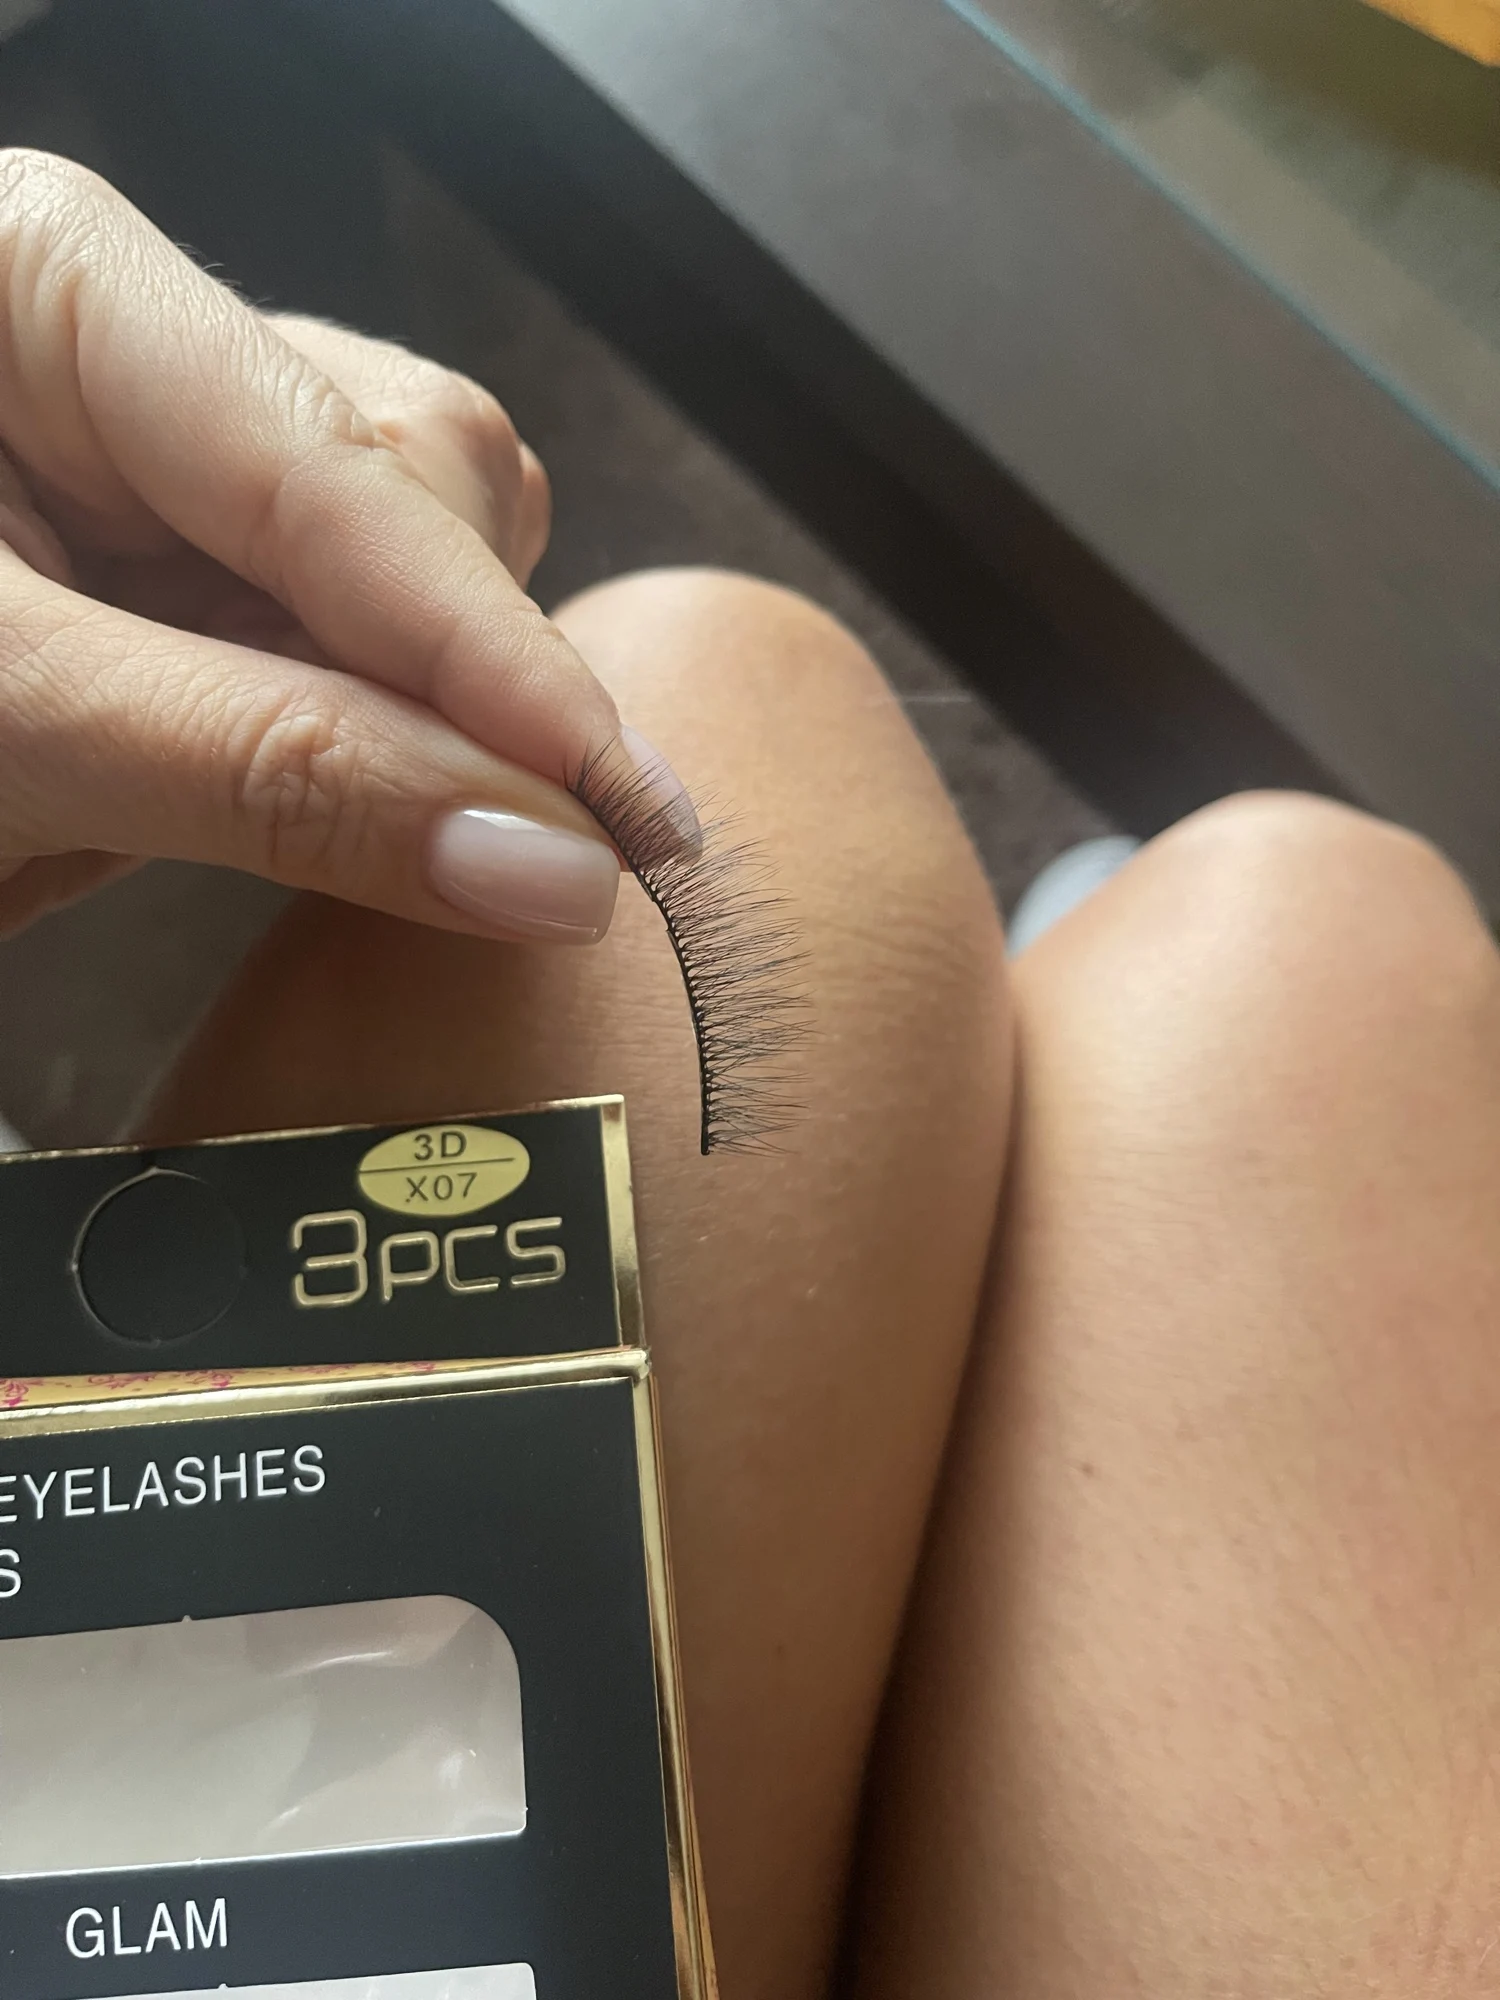 3D
X07
3PCS
EYELASHES
S
GLAM